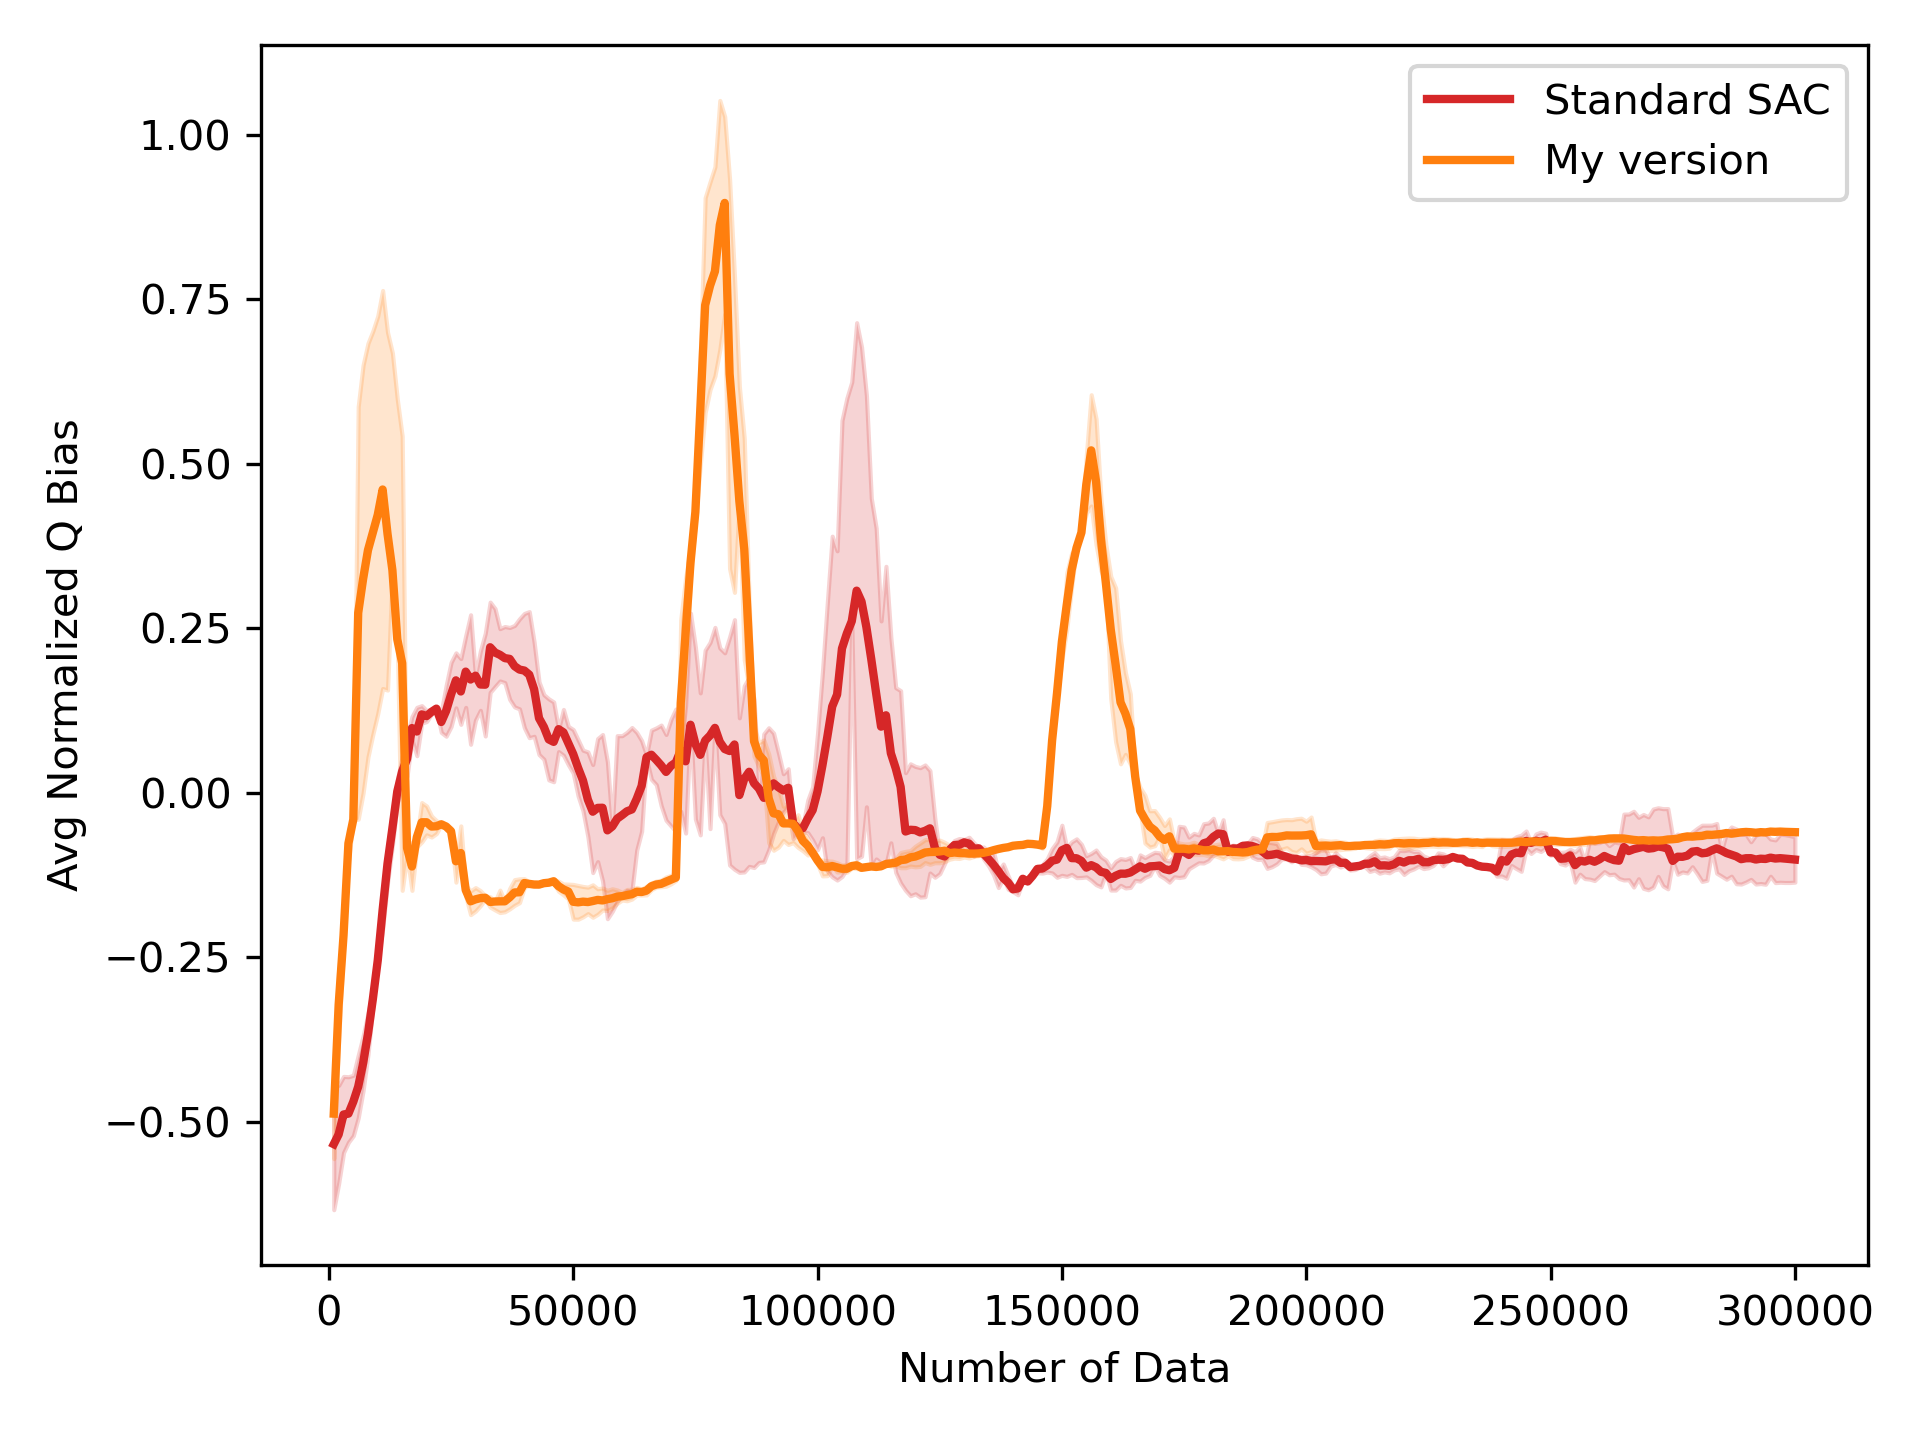 Standard SAC
My version
1.00
0.75
0.50
0.25
0.00
−0.25
−0.50
Avg Normalized Q Bias
0 50000 100000 150000 200000 250000 300000
Number of Data